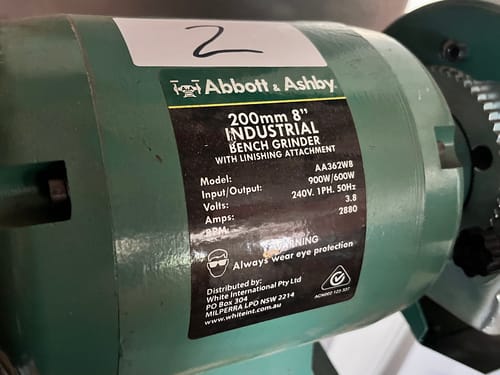 2
Abbott & Ashby
200mm 8"
INDUSTRIAL
BENCH GRINDER
WITH LINISHING ATTACHMENT
Model: AA362WB
Input/Output: 900W/600W
Volts: 240V. 1PH. 50Hz
Amps: 3.8
RPM: 2880
WARNING
Always wear eye protection
Distributed by:
White International Pty Ltd
PO Box 304
MILPERRA LPO NSW 2214
www.whiteint.com.au